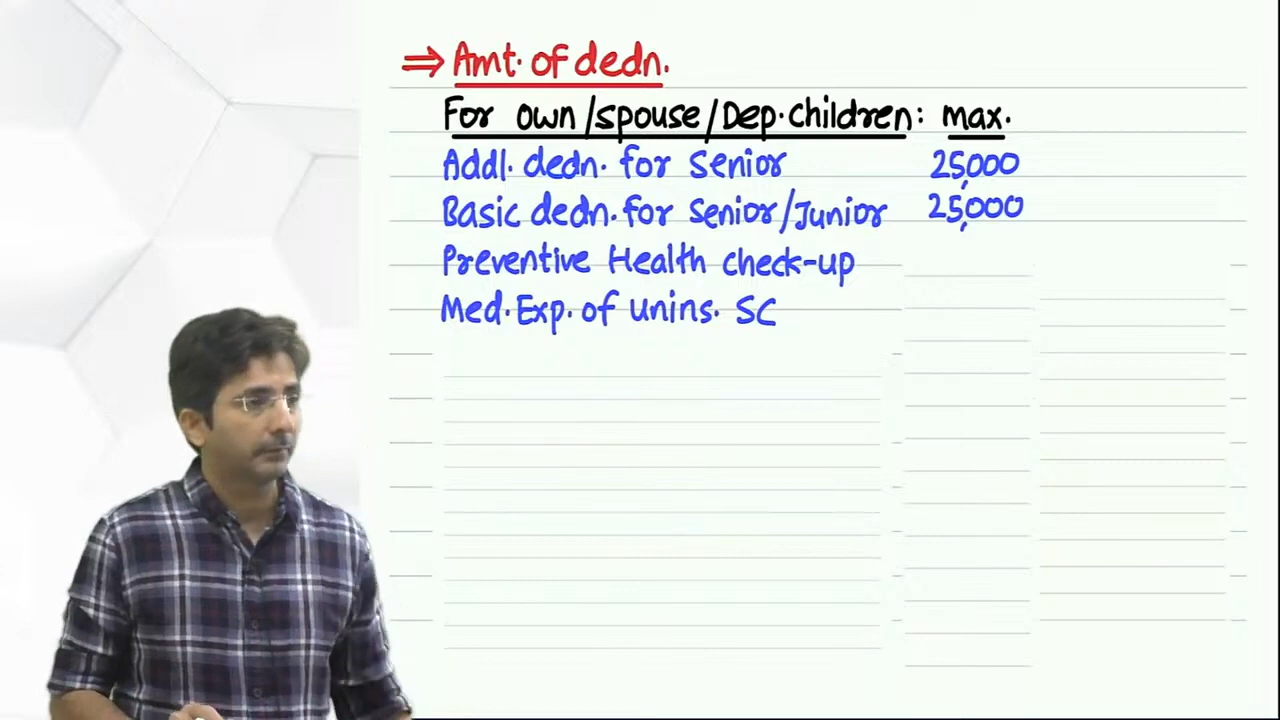 ⇒ Amt. of dedn.
For own/spouse/Dep.children: max.
Addl. dedn. for Senior 25,000
Basic dedn. for Senior/Junior 25,000
Preventive Health check-up
Med. Exp. of unins. SC